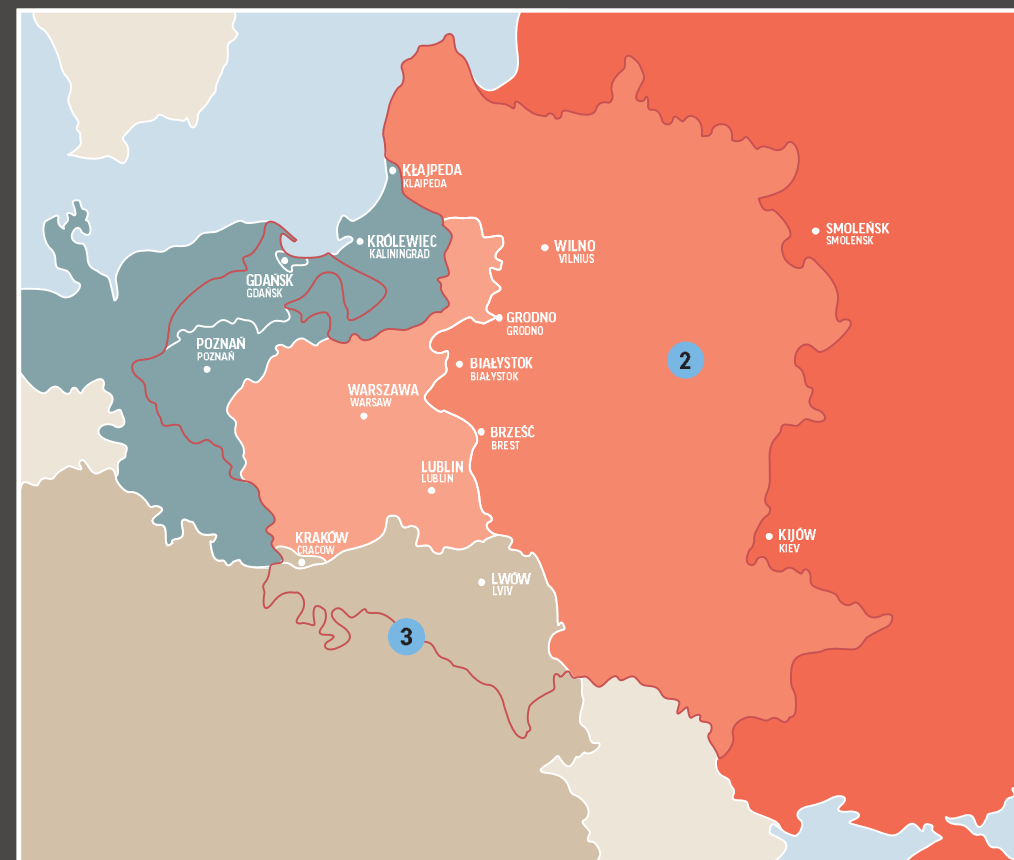 KŁAJPEDA
KLAIPEDA
SMOLEŃSK
SMOLENSK
KRÓLEWIEC
KALININGRAD
WILNO
VILNIUS
GDAŃSK
GDAŃSK
GRODNO
GRODNO
POZNAŃ
POZNAŃ
2
BIAŁYSTOK
BIAŁYSTOK
WARSZAWA
WARSAW
BRZEŚĆ
BREST
LUBLIN
LUBLIN
KRAKÓW
CRACOW
KIJÓW
KIEV
LWÓW
LVIV
3